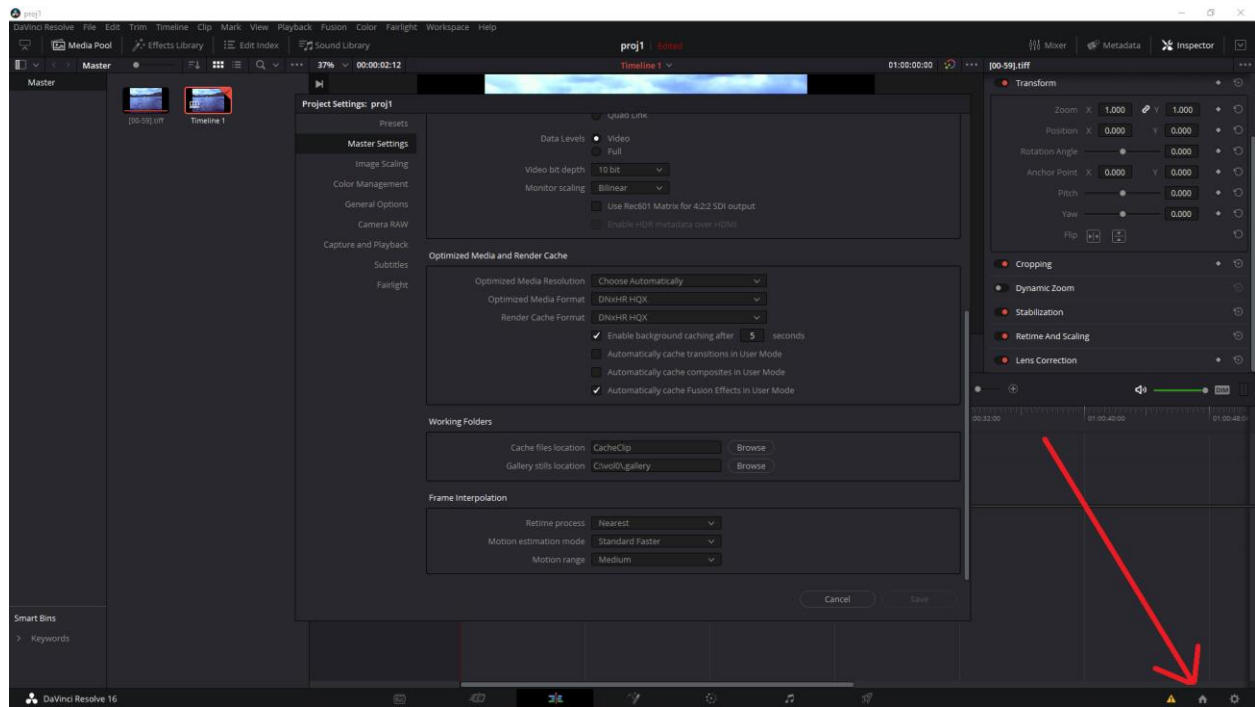 proj1
DaVinci Resolve File Edit Trim Timeline Clip Mark View Playback Fusion Color Fairlight Workspace Help
Media Pool Effects Library Edit Index Sound Library proj1 Edited Mixer Metadata Inspector
Master 37% 00:00:02:12 Timeline 1 01:00:00:00 [00-59].tiff
Master
[00-59].tiff Timeline 1
Project Settings: proj1
Presets
Master Settings
Image Scaling
Color Management
General Options
Camera RAW
Capture and Playback
Subtitles
Fairlight
Quad Link
Data Levels Video
Full
Video bit depth 10 bit
Monitor scaling Bilinear
Use Rec601 Matrix for 4:2:2 SDI output
Enable HDR metadata over HDMI
Optimized Media and Render Cache
Optimized Media Resolution Choose Automatically
Optimized Media Format DNxHR HQX
Render Cache Format DNxHR HQX
Enable background caching after 5 seconds
Automatically cache transitions in User Mode
Automatically cache composites in User Mode
Automatically cache Fusion Effects in User Mode
Working Folders
Cache files location CacheClip Browse
Gallery stills location C:\vol0\.gallery Browse
Frame Interpolation
Retime process Nearest
Motion estimation mode Standard Faster
Motion range Medium
Cancel Save
Transform
Zoom X 1.000 Y 1.000
Position X 0.000 Y 0.000
Rotation Angle 0.000
Anchor Point X 0.000 Y 0.000
Pitch 0.000
Yaw 0.000
Flip
Cropping
Dynamic Zoom
Stabilization
Retime And Scaling
Lens Correction
DIM
00:32:00 01:00:40:00 01:00:48:0
Smart Bins
Keywords
DaVinci Resolve 16